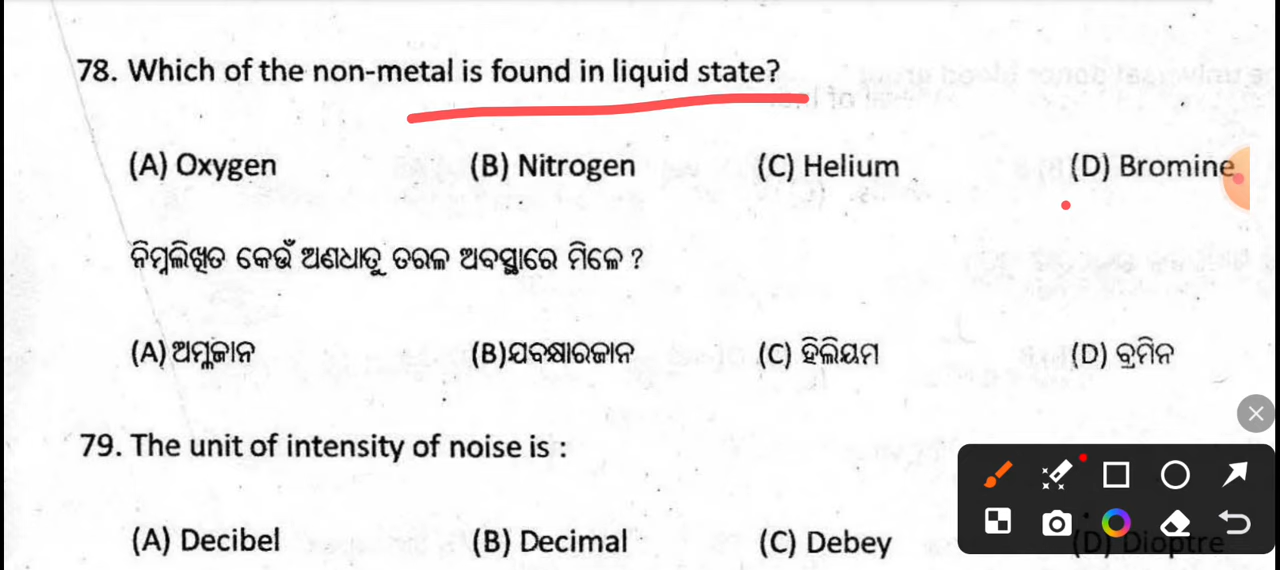 78. Which of the non-metal is found in liquid state?
(A) Oxygen (B) Nitrogen (C) Helium (D) Bromine
ନିମ୍ନଲିଖିତ କେଉଁ ଅଣଧାତୁ ତରଳ ଅବସ୍ଥାରେ ମିଳେ ?
(A) ଅମ୍ଳଜାନ (B)ଯବକ୍ଷାରଜାନ (C) ହିଲିୟମ (D) ବ୍ରମିନ
79. The unit of intensity of noise is :
(A) Decibel (B) Decimal (C) Debey (D) Dioptre